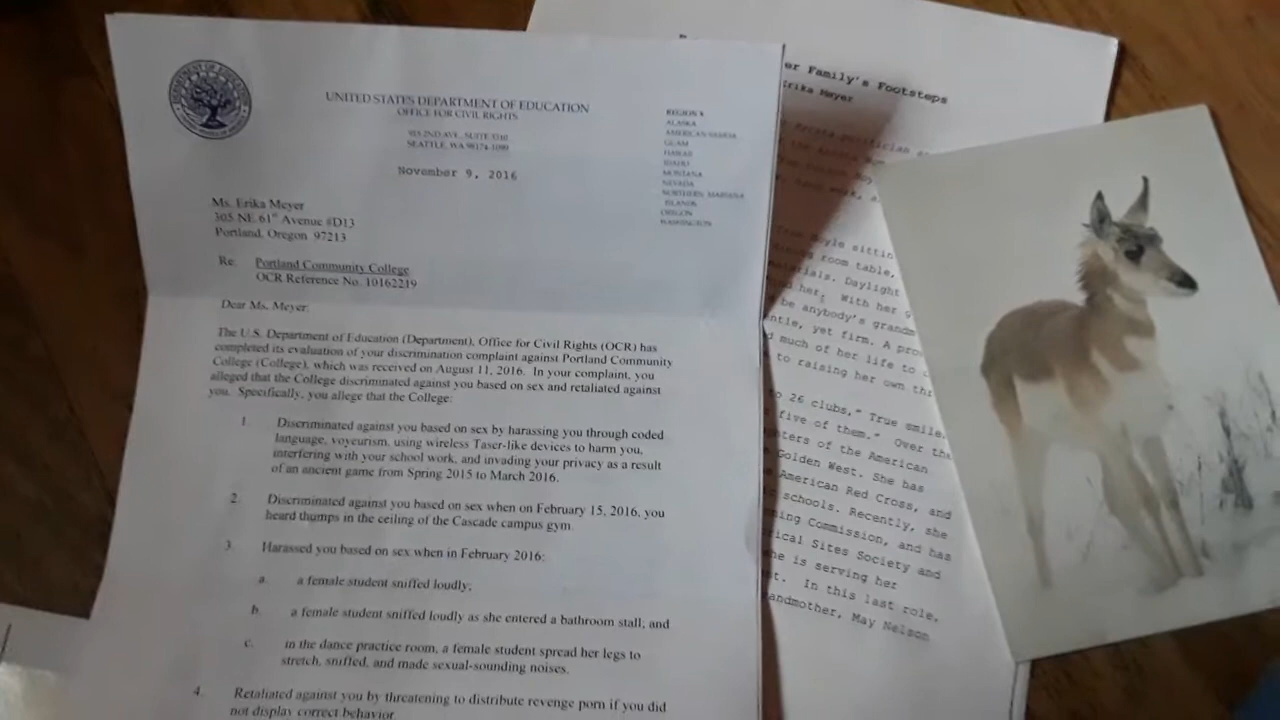 DEPARTMENT OF EDUCATION
UNITED STATES OF AMERICA
UNITED STATES DEPARTMENT OF EDUCATION
OFFICE FOR CIVIL RIGHTS
915 2ND AVE., SUITE 3310
SEATTLE, WA 98174-1099
REGION X
ALASKA
AMERICAN SAMOA
GUAM
HAWAII
IDAHO
MONTANA
NEVADA
NORTHERN MARIANA
ISLANDS
OREGON
WASHINGTON
November 9, 2016
Ms. Erika Meyer
305 NE 61st Avenue #D13
Portland, Oregon 97213
Re: Portland Community College
OCR Reference No. 10162219
Dear Ms. Meyer:
The U.S. Department of Education (Department), Office for Civil Rights (OCR) has
completed its evaluation of your discrimination complaint against Portland Community
College (College), which was received on August 11, 2016. In your complaint, you
alleged that the College discriminated against you based on sex and retaliated against
you. Specifically, you allege that the College:
1. Discriminated against you based on sex by harassing you through coded
language, voyeurism, using wireless Taser-like devices to harm you,
interfering with your school work, and invading your privacy as a result
of an ancient game from Spring 2015 to March 2016.
2. Discriminated against you based on sex when on February 15, 2016, you
heard thumps in the ceiling of the Cascade campus gym.
3. Harassed you based on sex when in February 2016:
a. a female student sniffed loudly;
b. a female student sniffed loudly as she entered a bathroom stall; and
c. in the dance practice room, a female student spread her legs to
stretch, sniffed, and made sexual-sounding noises.
4. Retaliated against you by threatening to distribute revenge porn if you did
not display correct behavior
er Family's Footsteps
Erika Meyer
sittin
room table,
Daylight
her. With her
be anybody's grandm
yet firm. A
much of her life to
to raising her own
26 clubs," True smile
five of them." Over the
of the American
Golden West. She has
American Red Cross, and
schools. Recently, she
Commission, and has
Sites Society and
he is serving her
In this last role,
andmother, May Nelson